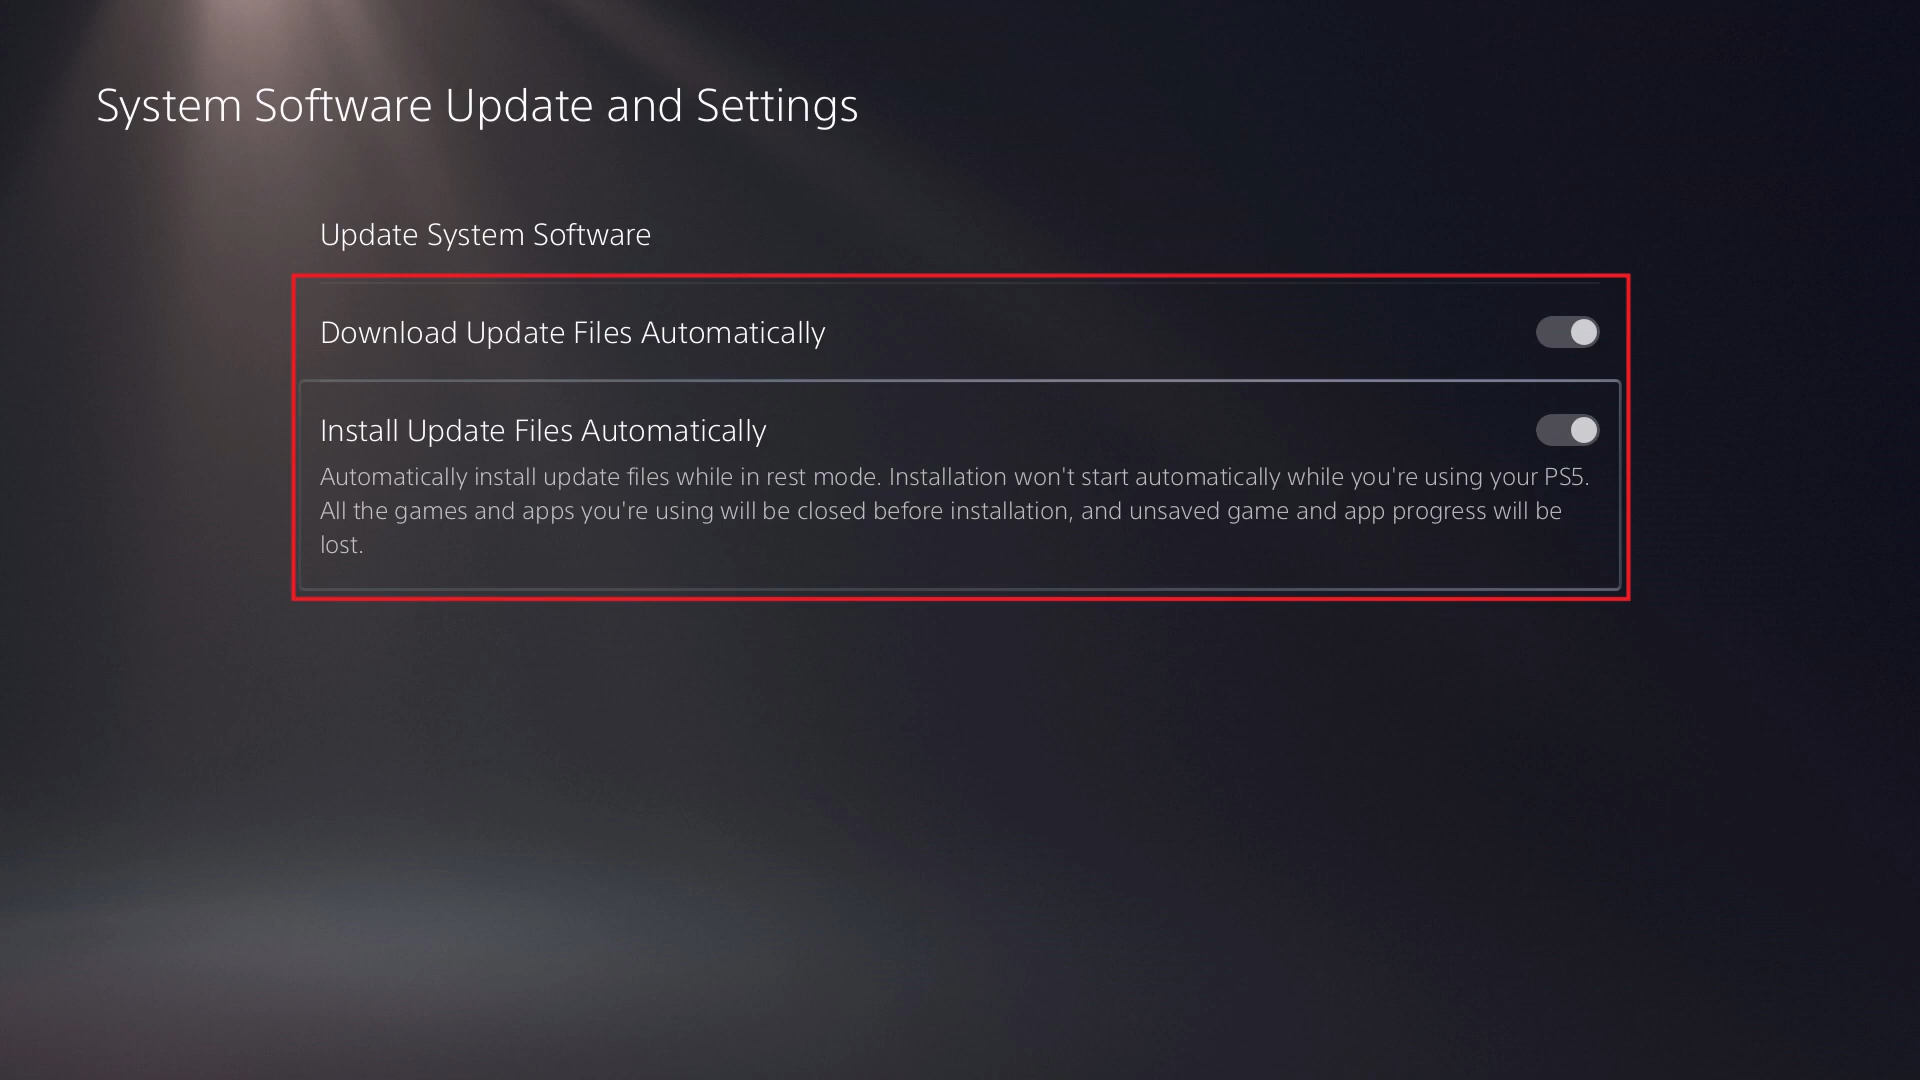 System Software Update and Settings
Update System Software
Download Update Files Automatically
Install Update Files Automatically
Automatically install update files while in rest mode. Installation won't start automatically while you're using your PS5.
All the games and apps you're using will be closed before installation, and unsaved game and app progress will be
lost.